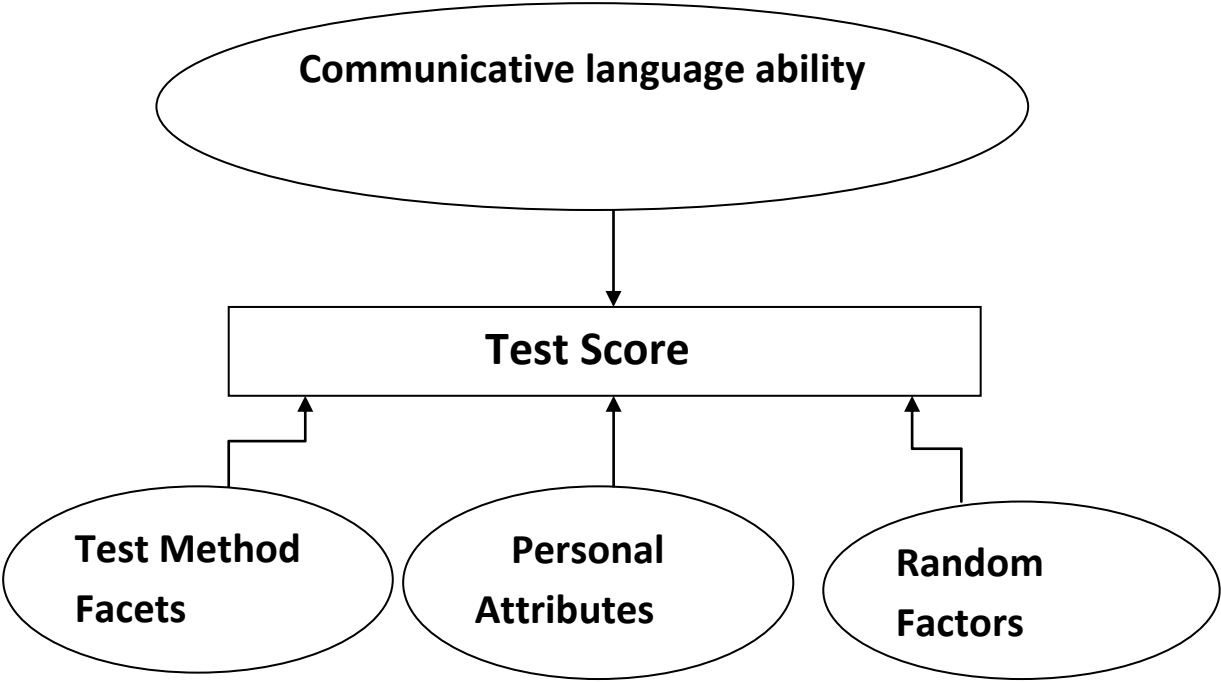 Communicative language ability
Test Score
Test Method
Facets
Personal
Attributes
Random
Factors